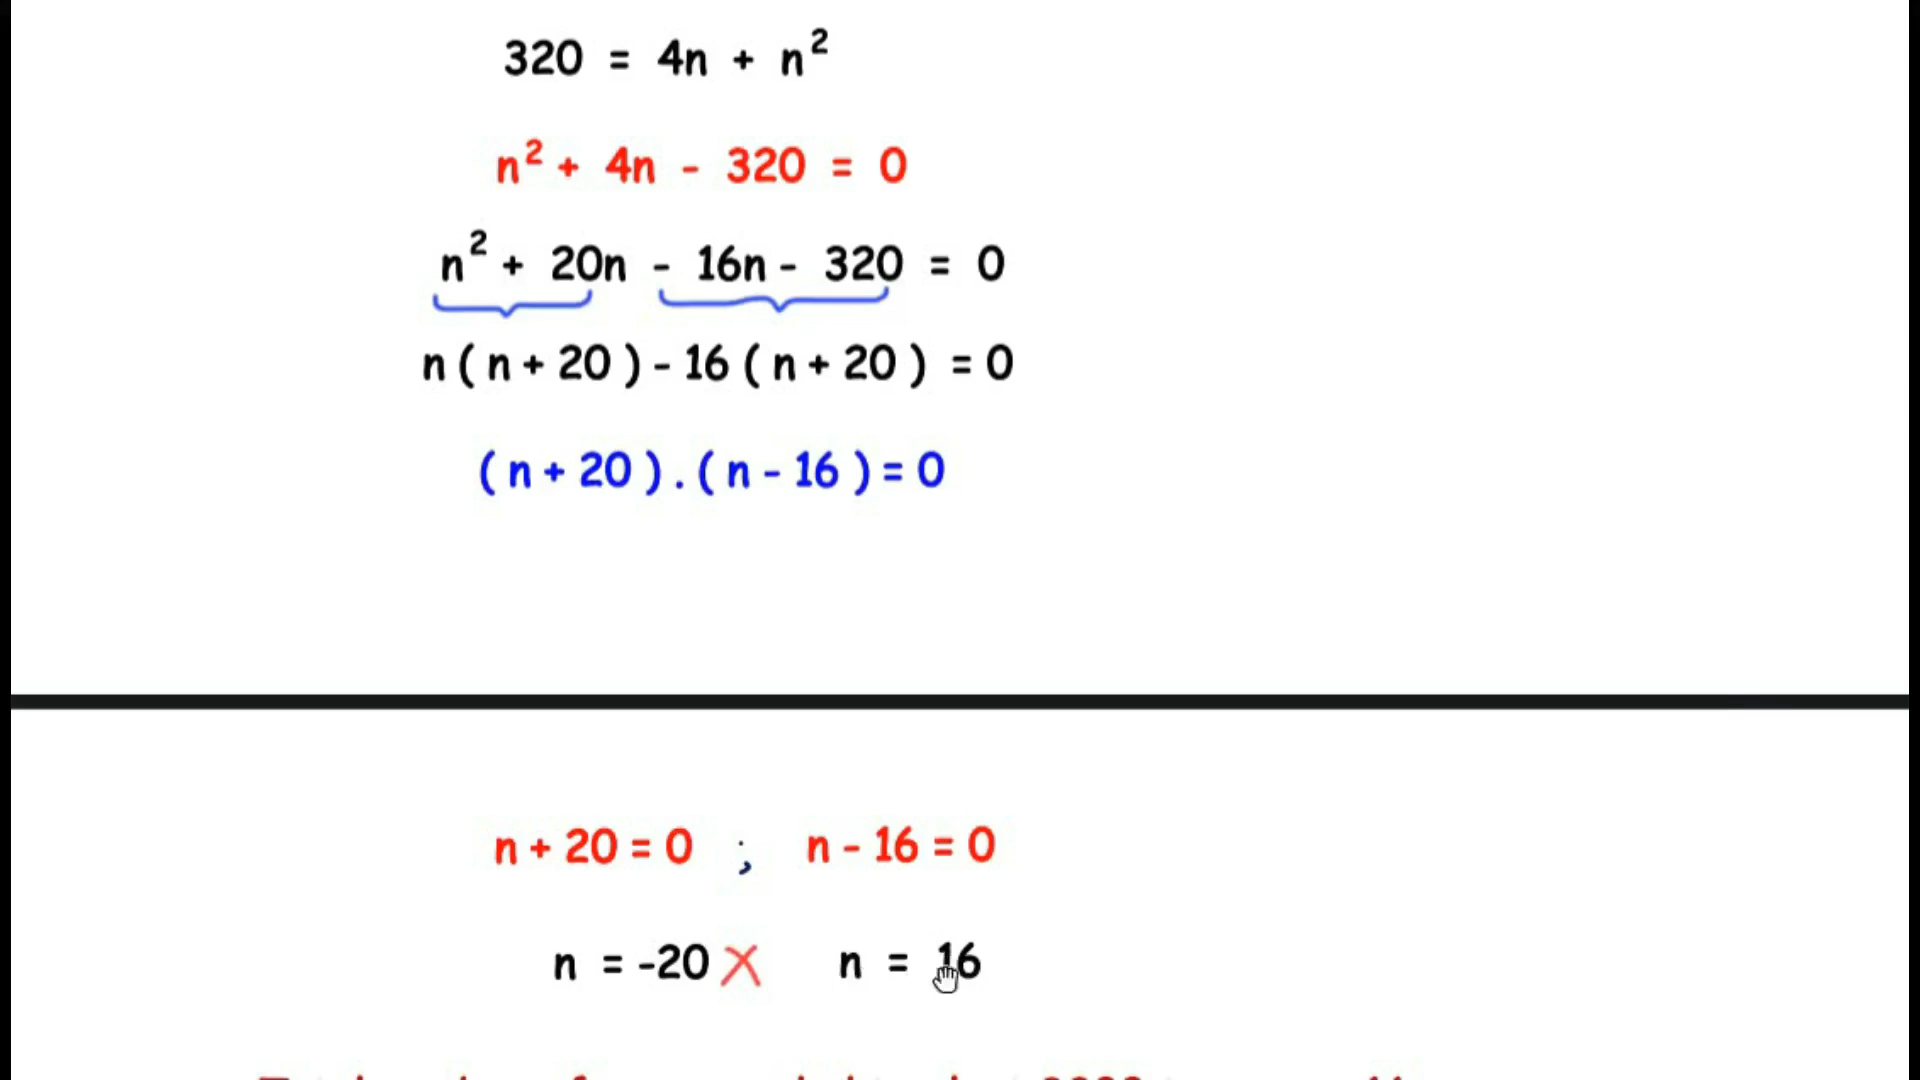 320 = 4n + n²
n² + 4n - 320 = 0
n² + 20n - 16n - 320 = 0
n ( n + 20 ) - 16 ( n + 20 ) = 0
( n + 20 ) . ( n - 16 ) = 0
n + 20 = 0 ; n - 16 = 0
n = -20 X n = 16